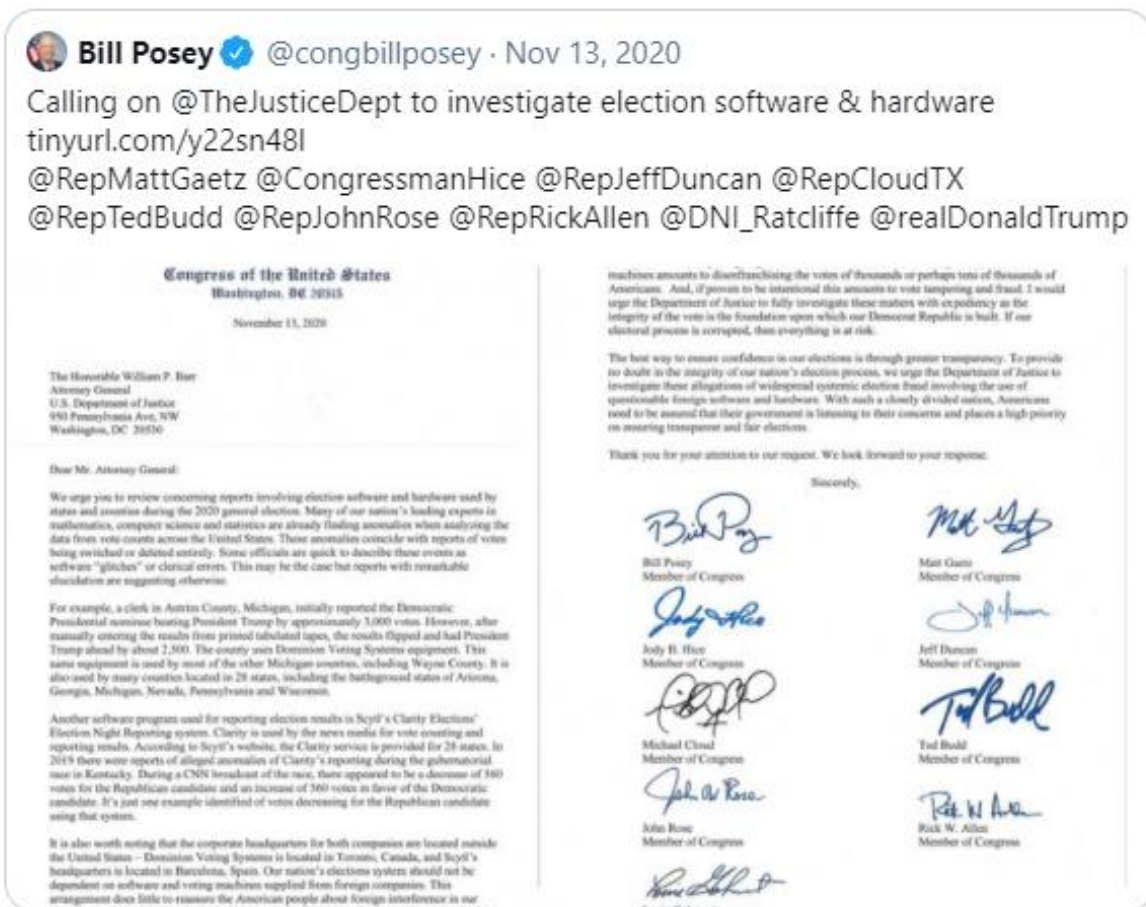 Bill Posey @congbillposey · Nov 13, 2020
Calling on @TheJusticeDept to investigate election software & hardware
tinyurl.com/y22sn48l
@RepMattGaetz @CongressmanHice @RepJeffDuncan @RepCloudTX
@RepTedBudd @RepJohnRose @RepRickAllen @DNI_Ratcliffe @realDonaldTrump
Congress of the United States
Washington, DC 20515
November 13, 2020
The Honorable William P. Barr
Attorney General
U.S. Department of Justice
950 Pennsylvania Ave, NW
Washington, DC 20530
Dear Mr. Attorney General:
We urge you to review concerning reports involving election software and hardware used by
states and counties during the 2020 general election. Many of our nation's leading experts in
mathematics, computer science and statistics are already finding anomalies when analyzing the
data from vote counts across the United States. These anomalies coincide with reports of votes
being switched or deleted entirely. Some officials are quick to describe these events as
software "glitches" or clerical errors. This may be the case but reports with remarkable
elucidation are suggesting otherwise.
For example, a clerk in Antrim County, Michigan, initially reported the Democratic
Presidential nominee beating President Trump by approximately 3,000 votes. However, after
manually entering the results from printed tabulated tapes, the results flipped and had President
Trump ahead by about 2,500. The county uses Dominion Voting Systems equipment. This
same equipment is used by most of the other Michigan counties, including Wayne County. It is
also used by many counties located in 28 states, including the battleground states of Arizona,
Georgia, Michigan, Nevada, Pennsylvania and Wisconsin.
Another software program used for reporting election results is Scytl's Clarity Elections'
Election Night Reporting system. Clarity is used by the news media for vote counting and
reporting results. According to Scytl's website, the Clarity service is provided for 28 states. In
2019 there were reports of alleged anomalies of Clarity's reporting during the gubernatorial
race in Kentucky. During a CNN broadcast of the race, there appeared to be a decrease of 560
votes for the Republican candidate and an increase of 560 votes in favor of the Democratic
candidate. It's just one example identified of votes decreasing for the Republican candidate
using that system.
It is also worth noting that the corporate headquarters for both companies are located outside
the United States – Dominion Voting Systems is located in Toronto, Canada, and Scytl's
headquarters is located in Barcelona, Spain. Our nation's elections system should not be
dependent on software and voting machines supplied from foreign companies. This
arrangement does little to reassure the American people about foreign interference in our
machines amounts to disenfranchising the votes of thousands or perhaps tens of thousands of
Americans. And, if proven to be intentional this amounts to vote tampering and fraud. I would
urge the Department of Justice to fully investigate these matters with expediency as the
integrity of the vote is the foundation upon which our Democrat Republic is built. If our
electoral process is corrupted, then everything is at risk.
The best way to ensure confidence in our elections is through greater transparency. To provide
no doubt in the integrity of our nation's election process, we urge the Department of Justice to
investigate these allegations of widespread systemic election fraud involving the use of
questionable foreign software and hardware. With such a closely divided nation, Americans
need to be assured that their government is listening to their concerns and places a high priority
on ensuring transparent and fair elections.
Thank you for your attention to our request. We look forward to your response.
Sincerely,
Bill Posey
Member of Congress
Matt Gaetz
Member of Congress
Jody B. Hice
Member of Congress
Jeff Duncan
Member of Congress
Michael Cloud
Member of Congress
Ted Budd
Member of Congress
John Rose
Member of Congress
Rick W. Allen
Member of Congress